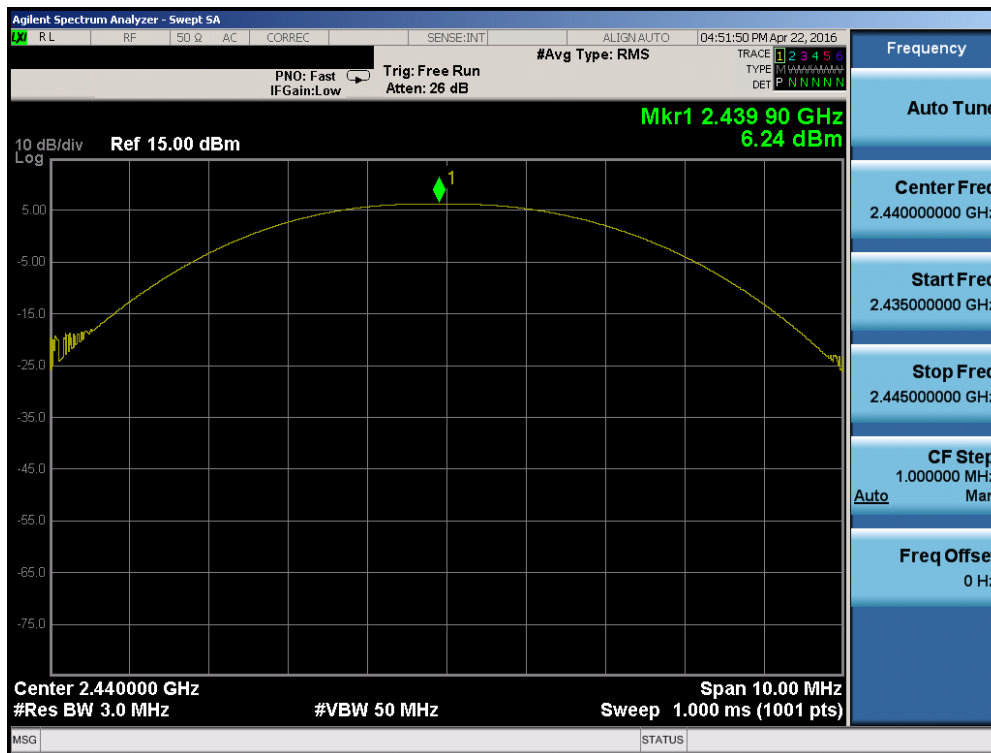 Agilent Spectrum Analyzer - Swept SA
LXI RL RF 50 Ω AC CORREC SENSE:INT ALIGN AUTO 04:51:50 PM Apr 22, 2016
PNO: Fast
IFGain:Low
Trig: Free Run
Atten: 26 dB
#Avg Type: RMS
TRACE 1 2 3 4 5 6
TYPE M W W W W W
DET P N N N N N
Mkr1 2.439 90 GHz
6.24 dBm
10 dB/div Ref 15.00 dBm
Log
1
5.00
-5.00
-15.0
-25.0
-35.0
-45.0
-55.0
-65.0
-75.0
Center 2.440000 GHz Span 10.00 MHz
#Res BW 3.0 MHz #VBW 50 MHz Sweep 1.000 ms (1001 pts)
MSG STATUS
Frequency
Auto Tune
Center Freq
2.440000000 GHz
Start Freq
2.435000000 GHz
Stop Freq
2.445000000 GHz
CF Step
1.000000 MHz
Auto Man
Freq Offset
0 Hz